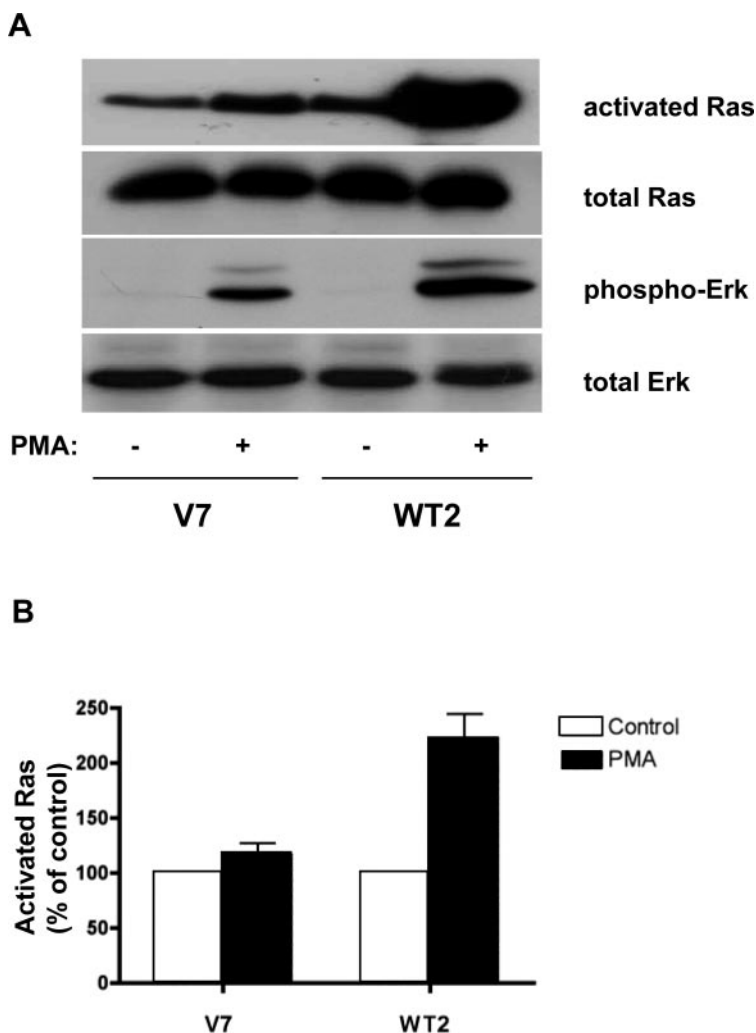 A
activated Ras
total Ras
phospho-Erk
total Erk
PMA: - + - +
V7 WT2
B
Activated Ras
(% of control)
250
200
150
100
50
0
Control
PMA
V7 WT2